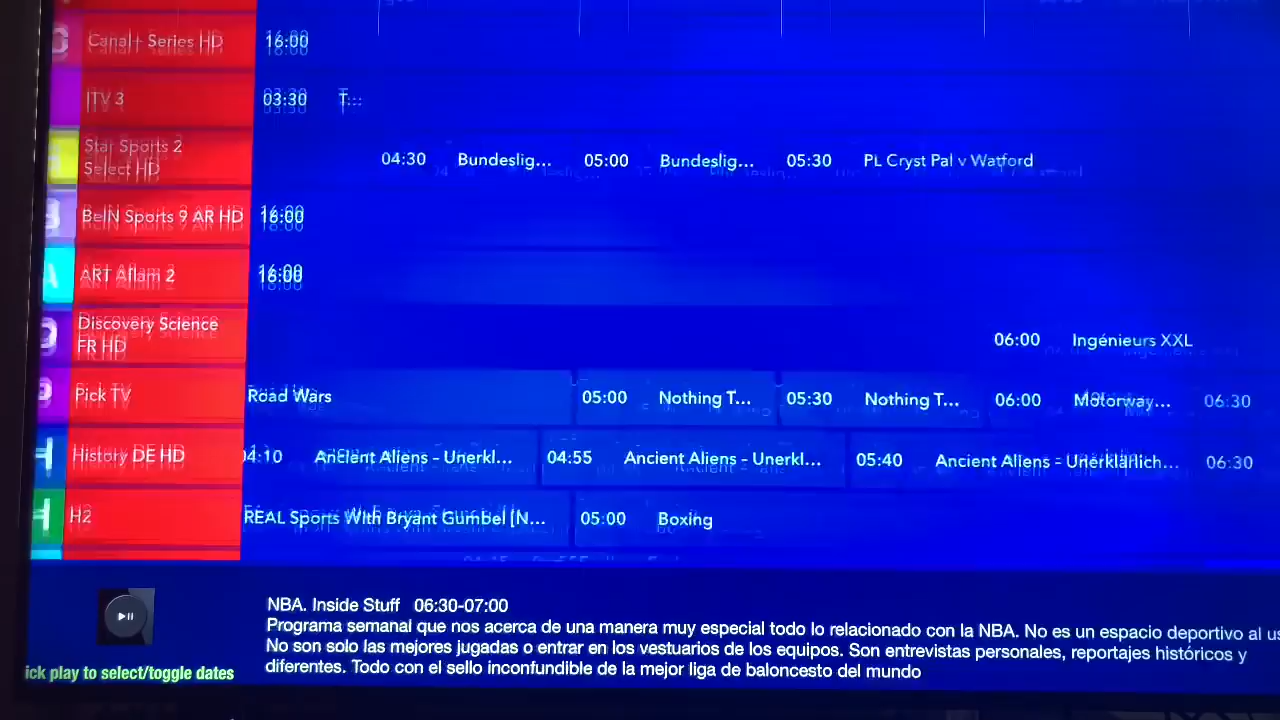 Canal+ Series HD 16:00
ITV 3 03:30 T...
Star Sports 2
Select HD
04:30 Bundeslig... 05:00 Bundeslig... 05:30 PL Cryst Pal v Watford
BeIN Sports 9 AR HD 16:00
ART Aflam 2 16:00
Discovery Science
FR HD
06:00 Ingénieurs XXL
Pick TV Road Wars 05:00 Nothing T... 05:30 Nothing T... 06:00 Motorway... 06:30
History DE HD 04:10 Ancient Aliens - Unerkl... 04:55 Ancient Aliens - Unerkl... 05:40 Ancient Aliens - Unerklärlich... 06:30
H2 REAL Sports With Bryant Gumbel (N... 05:00 Boxing
NBA. Inside Stuff 06:30-07:00
Programa semanal que nos acerca de una manera muy especial todo lo relacionado con la NBA. No es un espacio deportivo al us
No son solo las mejores jugadas o entrar en los vestuarios de los equipos. Son entrevistas personales, reportajes históricos y
diferentes. Todo con el sello inconfundible de la mejor liga de baloncesto del mundo
ick play to select/toggle dates